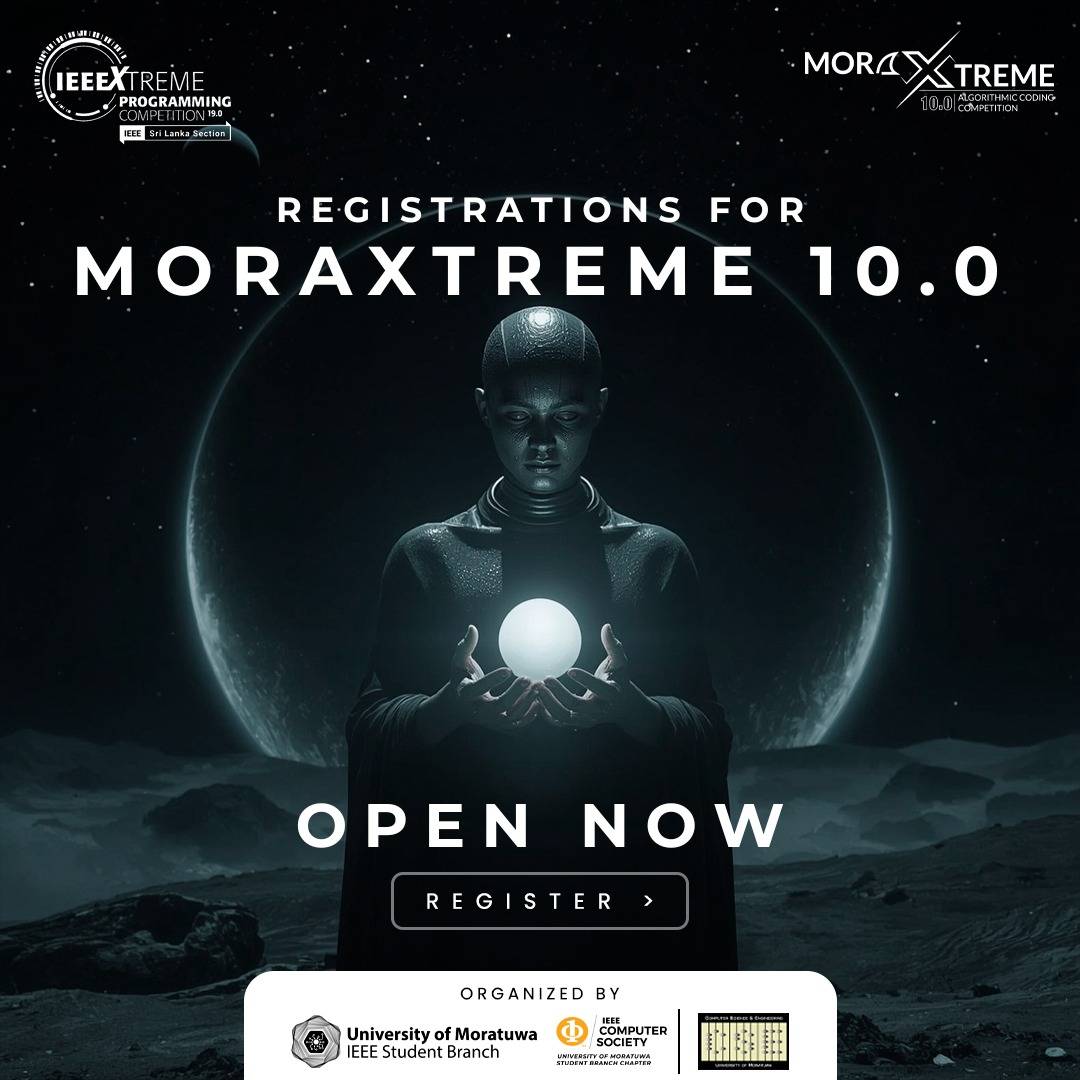 IEEEXTREME
PROGRAMMING
COMPETITION 19.0
IEEE Sri Lanka Section
MORAXTREME
10.0 ALGORITHMIC CODING
COMPETITION
REGISTRATIONS FOR
MORAXTREME 10.0
OPEN NOW
REGISTER >
ORGANIZED BY
University of Moratuwa
IEEE Student Branch
IEEE
COMPUTER
SOCIETY
UNIVERSITY OF MORATUWA
STUDENT BRANCH CHAPTER
COMPUTER SCIENCE & ENGINEERING
UNIVERSITY OF MORATUWA